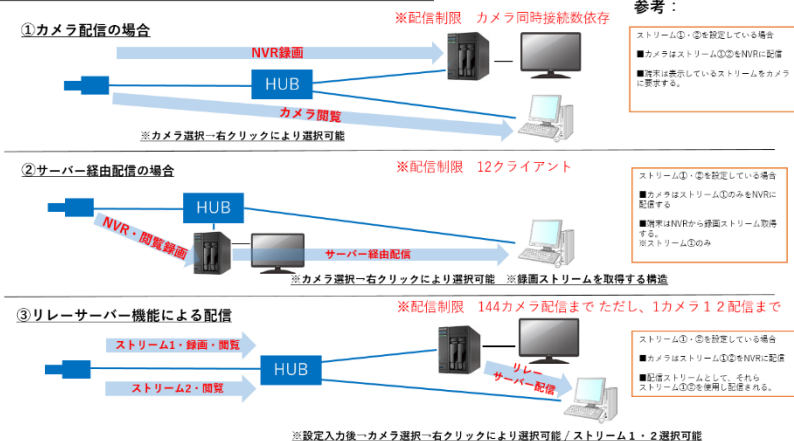 ①カメラ配信の場合
※配信制限　カメラ同時接続数依存
参考：
NVR録画
HUB
カメラ閲覧
※カメラ選択→右クリックにより選択可能
ストリーム①・②を設定している場合
■カメラはストリーム①②をNVRに配信
■端末は表示しているストリームをカメラ
に要求する。
②サーバー経由配信の場合
※配信制限　12クライアント
HUB
NVR・閲覧録画
サーバー経由配信
※カメラ選択→右クリックにより選択可能　※録画ストリームを取得する構造
ストリーム①・②を設定している場合
■カメラはストリーム①のみをNVRに
配信する
■端末はNVRから録画ストリーム取得
する。
※ストリーム①のみ
③リレーサーバー機能による配信
※配信制限　144カメラ配信まで ただし、1カメラ１２配信まで
ストリーム1・録画・閲覧
HUB
ストリーム2・閲覧
リレー
サーバー配信
※設定入力後→カメラ選択→右クリックにより選択可能 / ストリーム１・２選択可能
ストリーム①・②を設定している場合
■カメラはストリーム①②をNVRに配信
■配信ストリームとして、それら
ストリーム①②を使用し配信される。